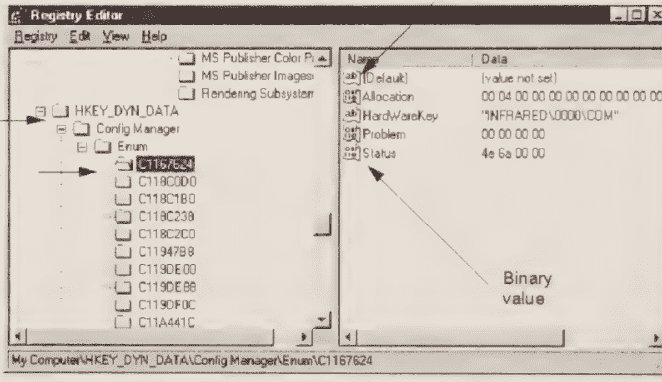 Registry Editor
Registry Edit View Help
MS Publisher Color Pa
MS Publisher Images
Rendering Subsystem
HKEY_DYN_DATA
Config Manager
Enum
C1167624
C118C0D0
C118C1B0
C118C238
C118C2C0
C11947B8
C119DE00
C119DE88
C119DF0C
C11A441C
Name Data
(Default) (value not set)
Allocation 00 04 00 00 00 00 00 00 00 00
HardWareKey "INFRARED\0000\COM"
Problem 00 00 00 00
Status 4e 6a 00 00
Binary
value
My Computer\HKEY_DYN_DATA\Config Manager\Enum\C1167624